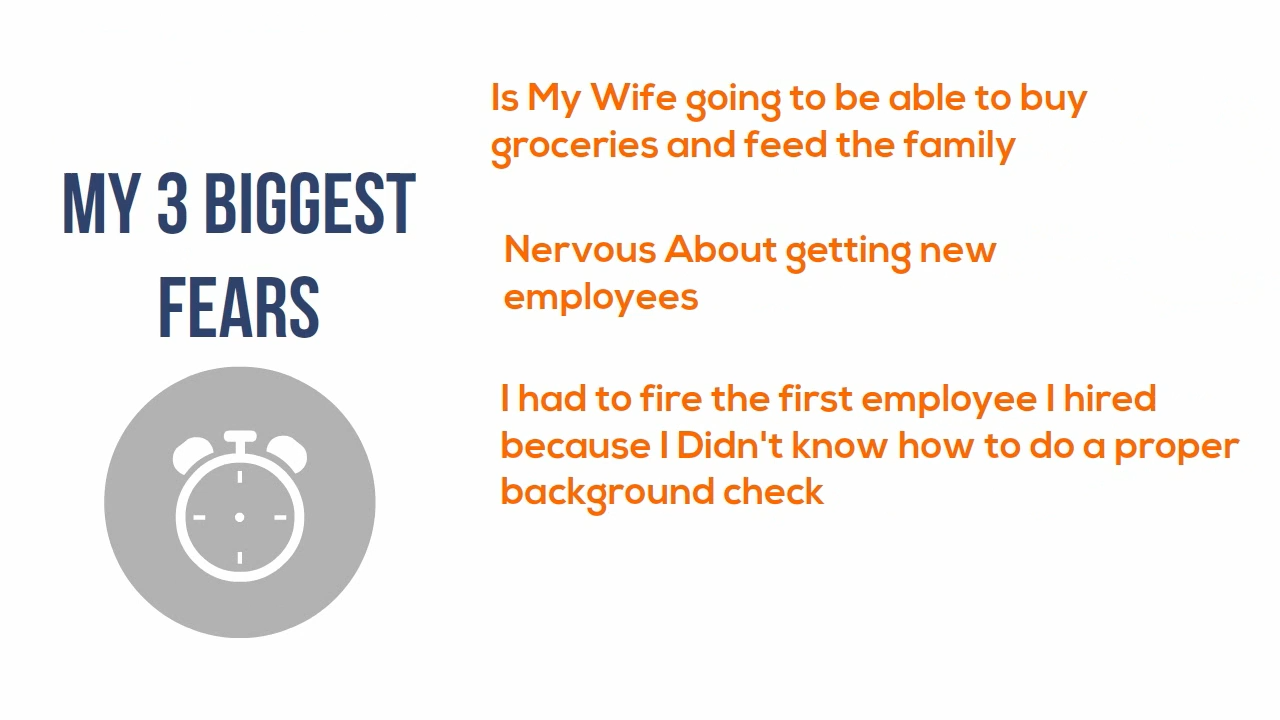 MY 3 BIGGEST
FEARS
Is My Wife going to be able to buy
groceries and feed the family
Nervous About getting new
employees
I had to fire the first employee I hired
because I Didn't know how to do a proper
background check